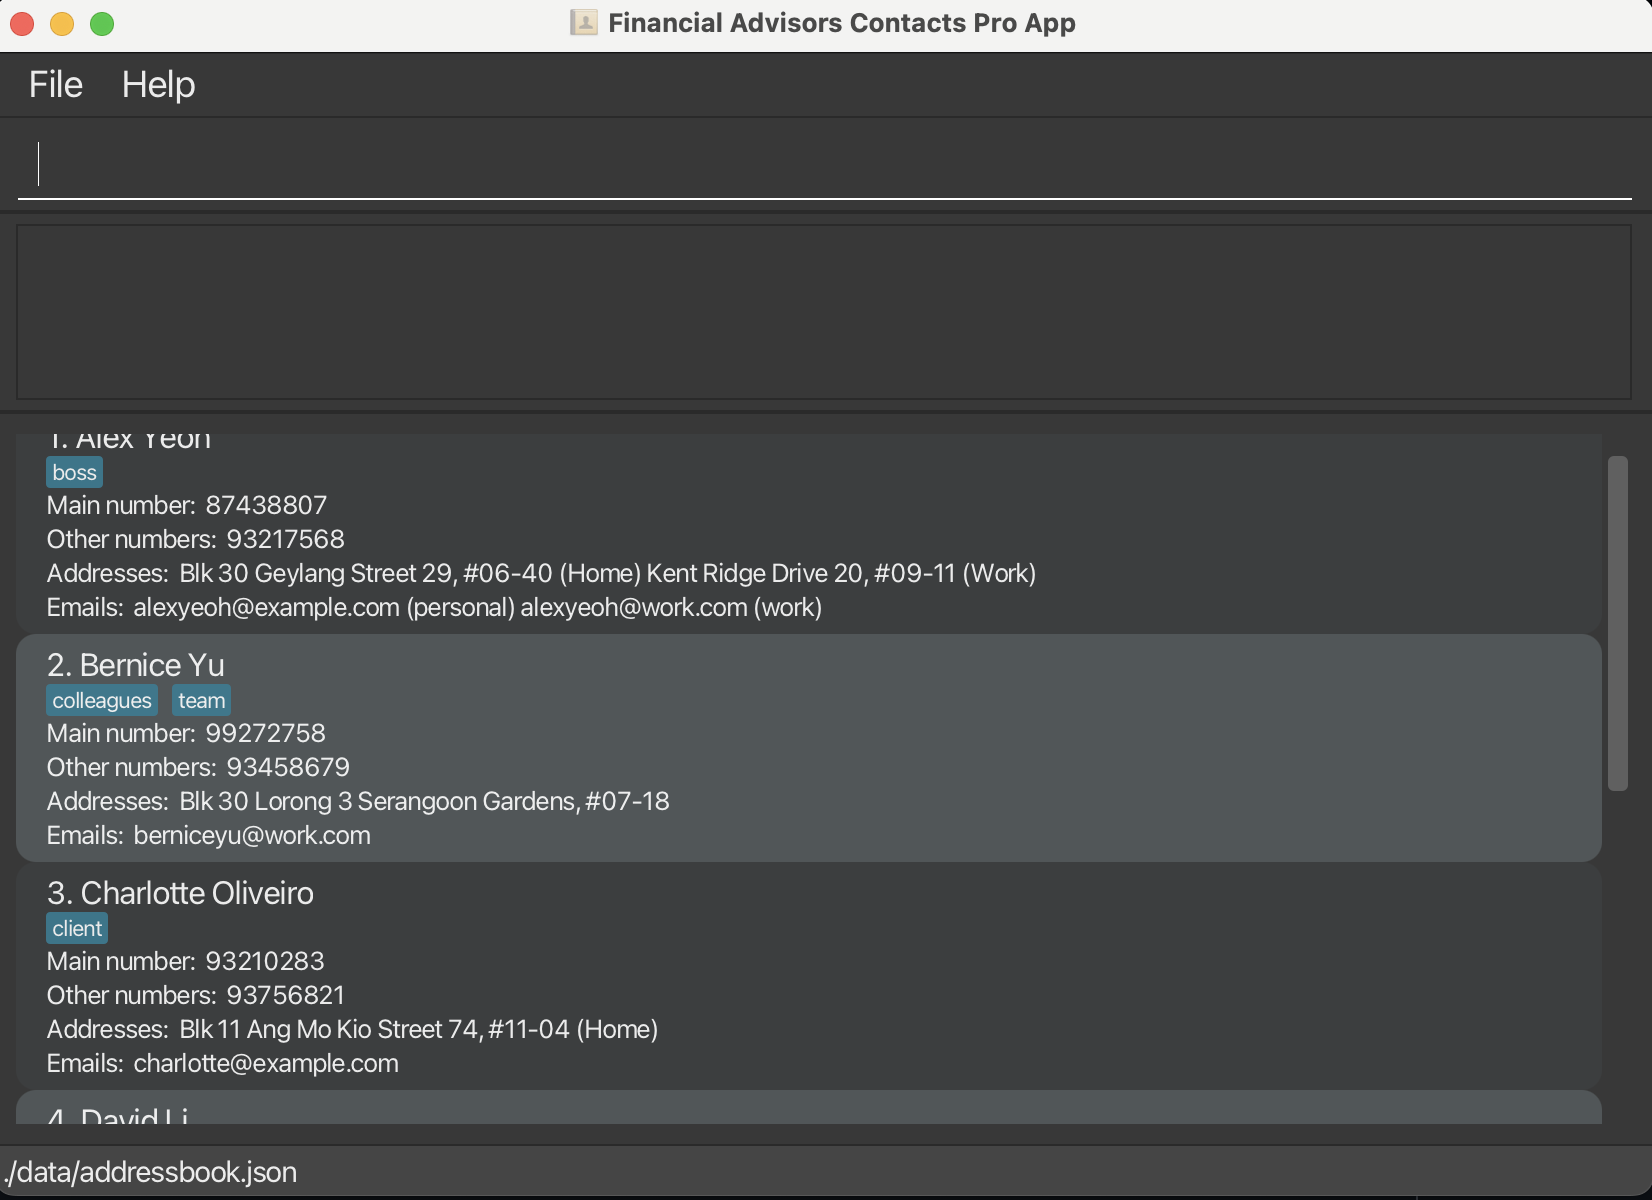 Financial Advisors Contacts Pro App
File Help
1. Alex Yeoh
boss
Main number: 87438807
Other numbers: 93217568
Addresses: Blk 30 Geylang Street 29, #06-40 (Home) Kent Ridge Drive 20, #09-11 (Work)
Emails: alexyeoh@example.com (personal) alexyeoh@work.com (work)
2. Bernice Yu
colleagues team
Main number: 99272758
Other numbers: 93458679
Addresses: Blk 30 Lorong 3 Serangoon Gardens, #07-18
Emails: berniceyu@work.com
3. Charlotte Oliveiro
client
Main number: 93210283
Other numbers: 93756821
Addresses: Blk 11 Ang Mo Kio Street 74, #11-04 (Home)
Emails: charlotte@example.com
4. David Li
./data/addressbook.json